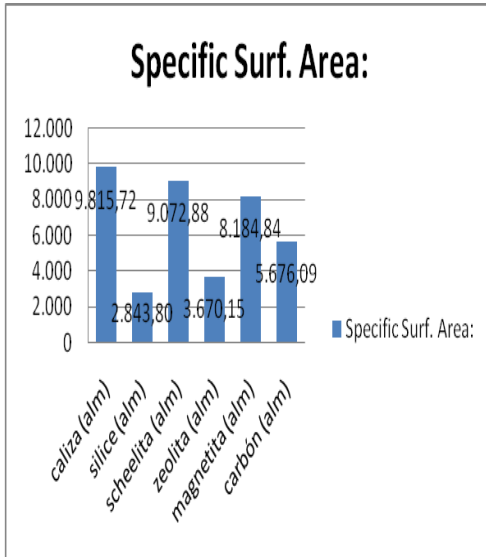 Specific Surf. Area:
12.000
10.000
8.000
6.000
4.000
2.000
0
9.815,72
2.843,80
9.072,88
3.670,15
8.184,84
5.676,09
caliza (alm)
silice (alm)
scheelita (alm)
zeolita (alm)
magnetita (alm)
carbón (alm)
Specific Surf. Area: